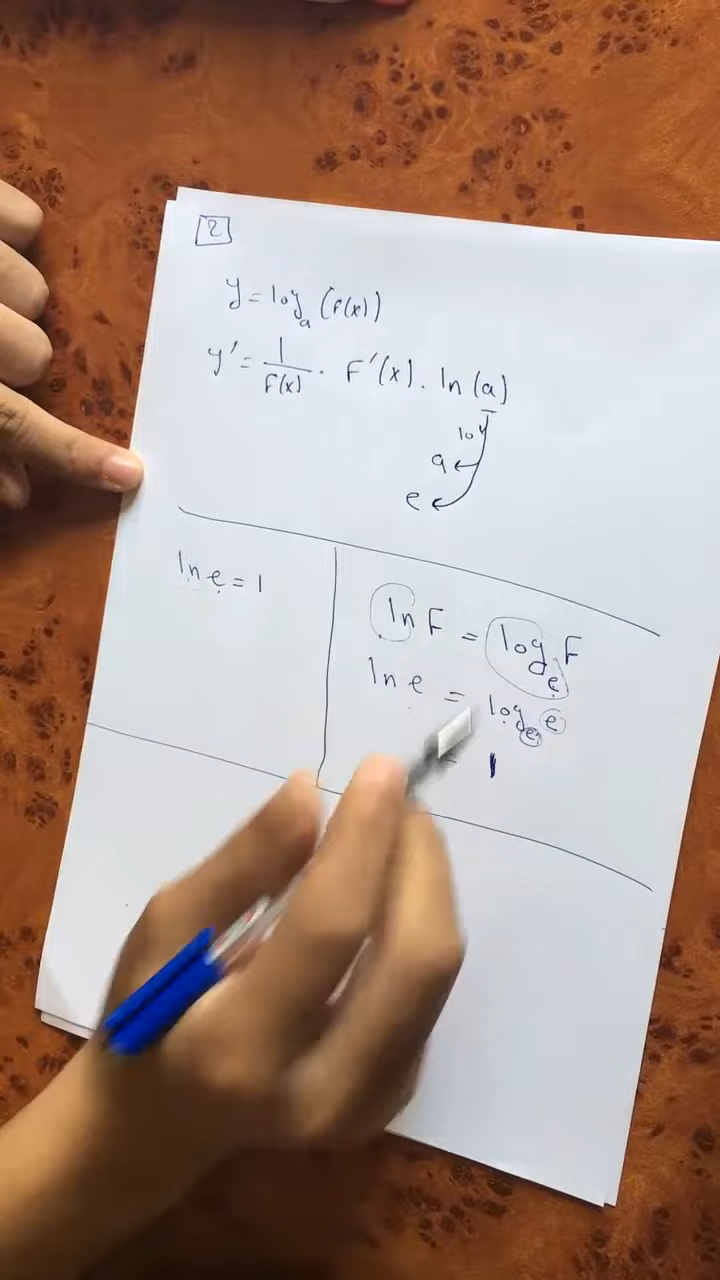 2
y = log_a (F(x))
y' = 1/F(x) · F'(x) · ln(a)
log
a ←
e ←
ln e = 1
ln F = log_e F
ln e = log_e e
= 1